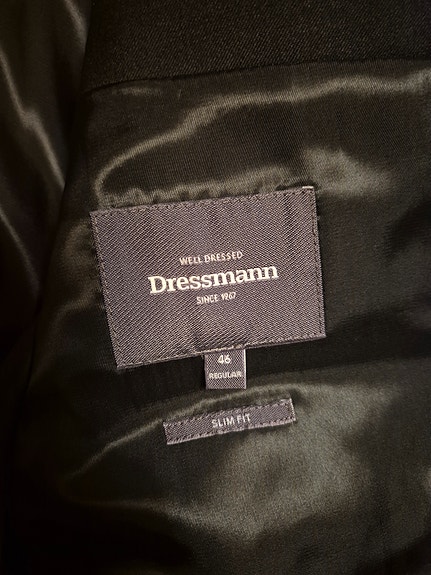 WELL DRESSED
Dressmann
SINCE 1967
46
REGULAR
SLIM FIT